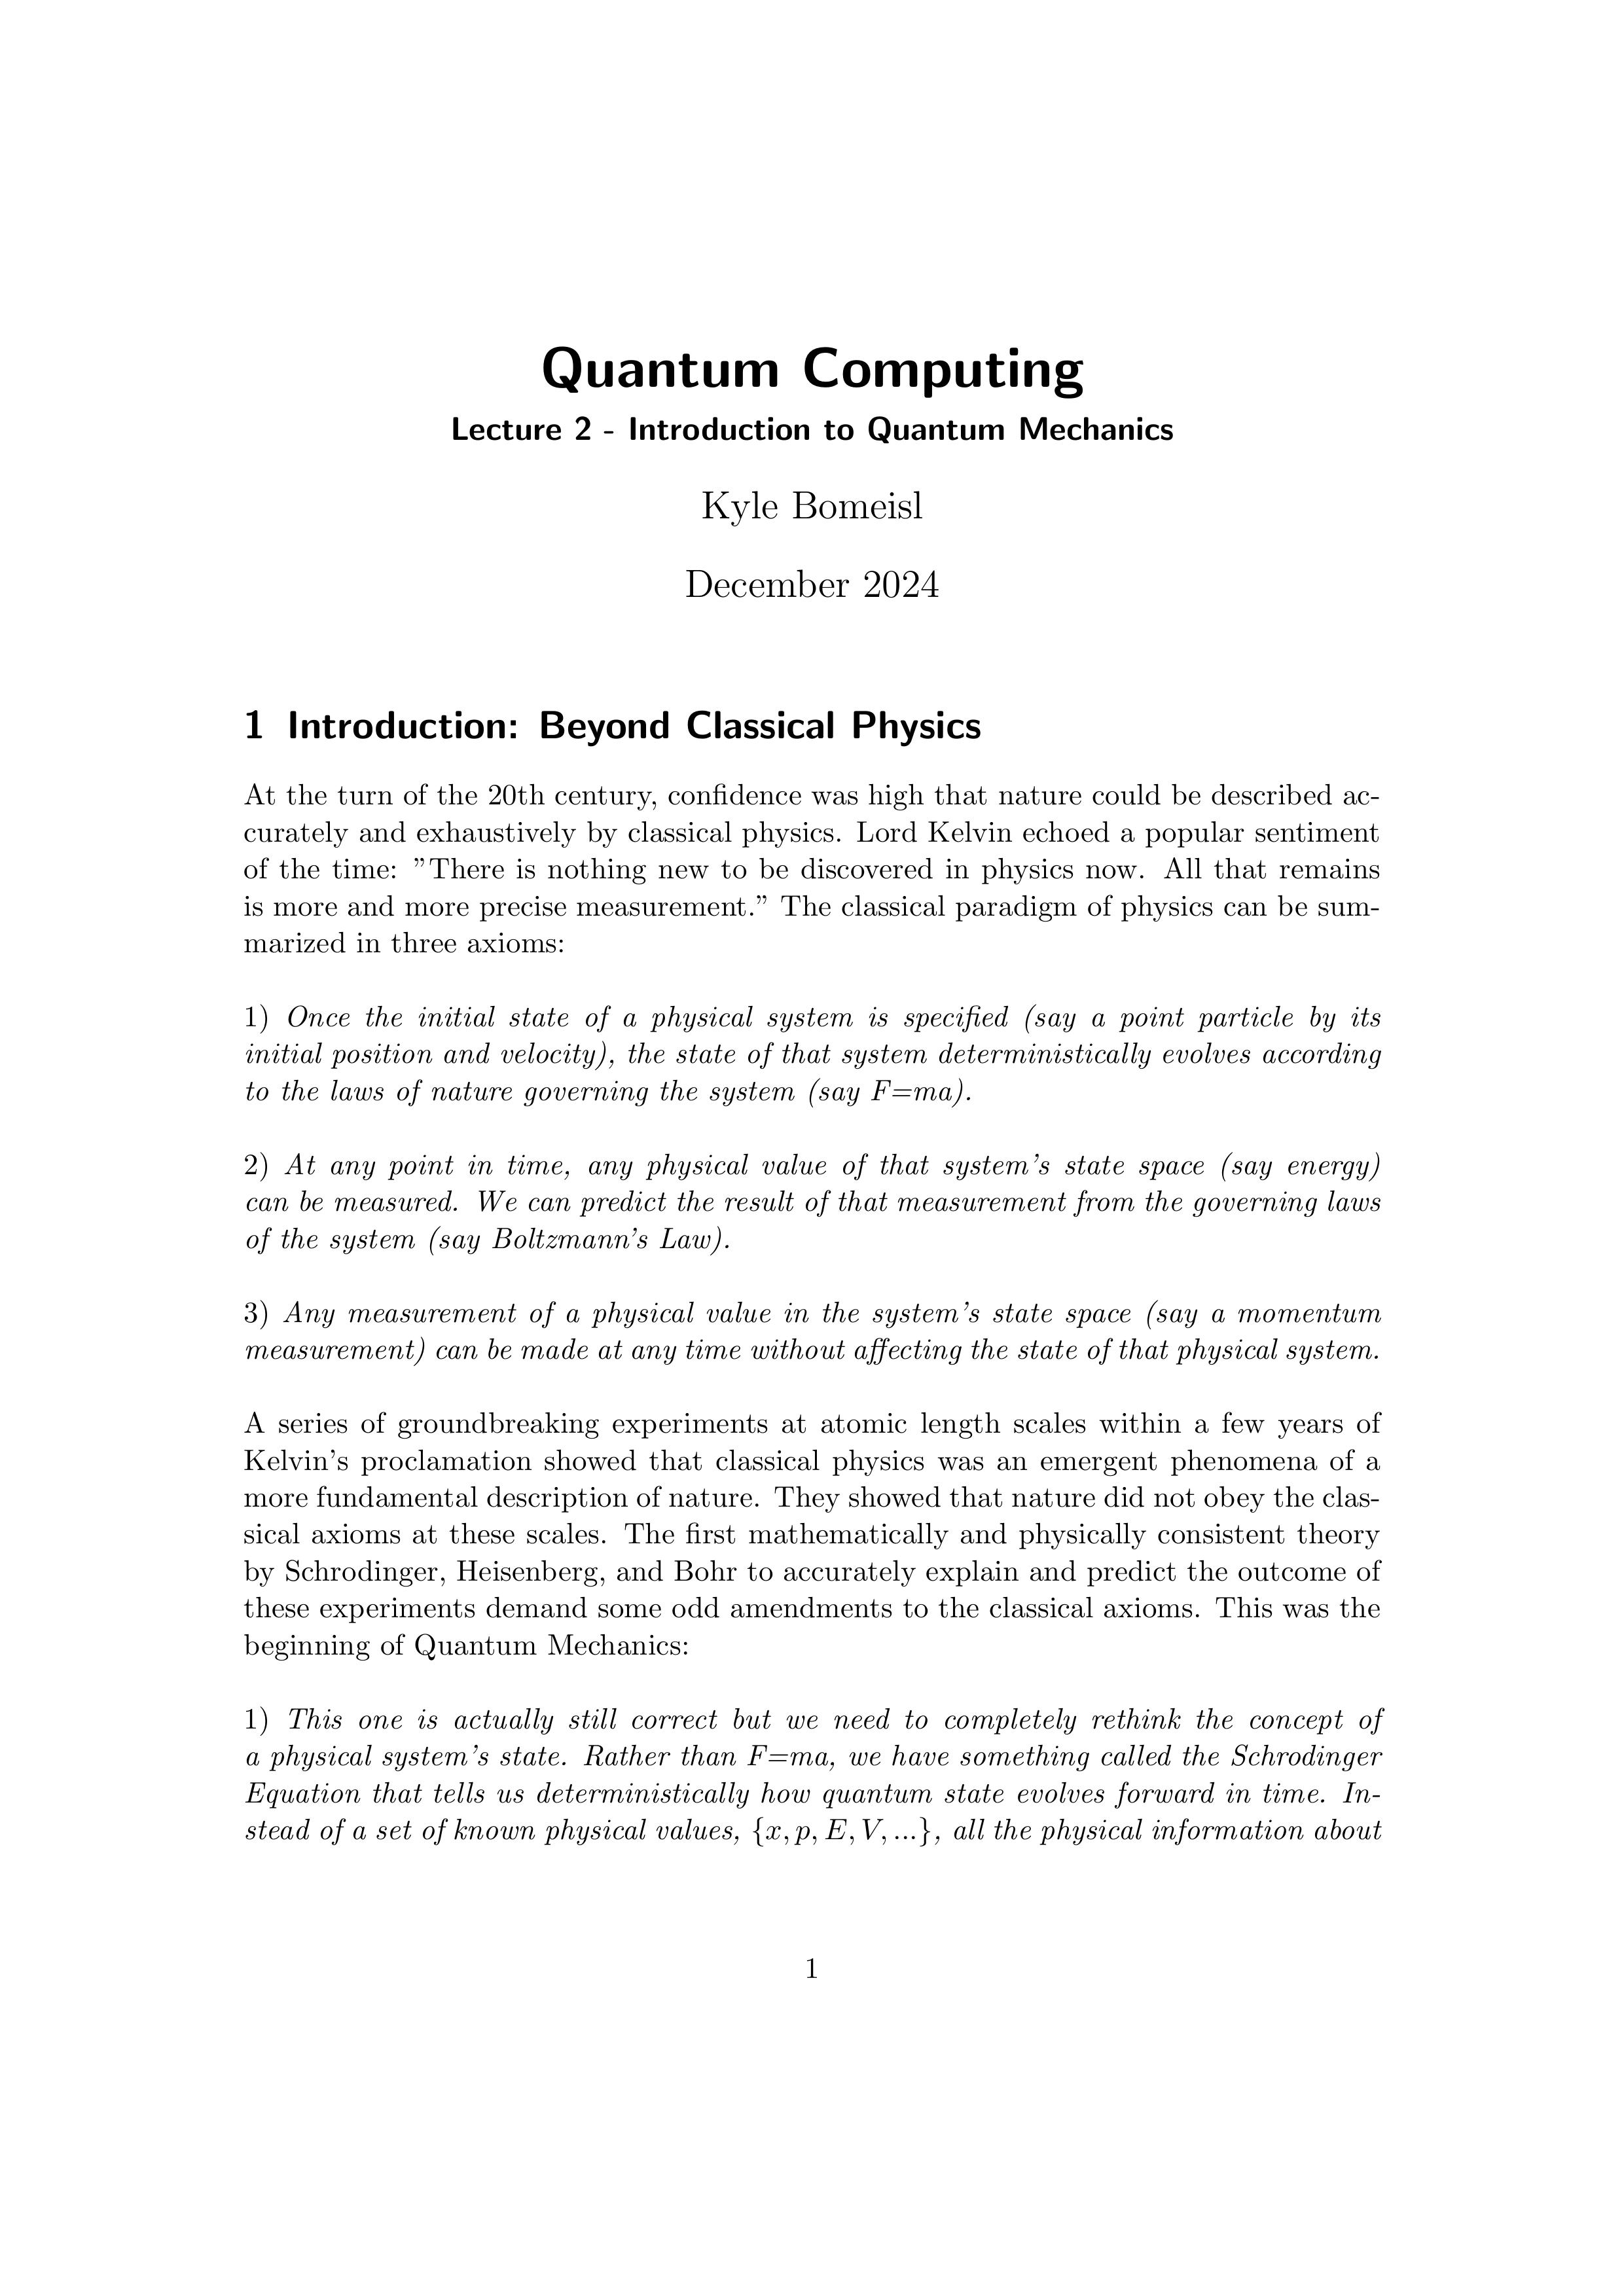 Quantum Computing
Lecture 2 - Introduction to Quantum Mechanics
Kyle Bomeisl
December 2024
1 Introduction: Beyond Classical Physics
At the turn of the 20th century, confidence was high that nature could be described ac-
curately and exhaustively by classical physics. Lord Kelvin echoed a popular sentiment
of the time: ”There is nothing new to be discovered in physics now. All that remains
is more and more precise measurement.” The classical paradigm of physics can be sum-
marized in three axioms:
1) Once the initial state of a physical system is specified (say a point particle by its
initial position and velocity), the state of that system deterministically evolves according
to the laws of nature governing the system (say F=ma).
2) At any point in time, any physical value of that system’s state space (say energy)
can be measured. We can predict the result of that measurement from the governing laws
of the system (say Boltzmann’s Law).
3) Any measurement of a physical value in the system’s state space (say a momentum
measurement) can be made at any time without affecting the state of that physical system.
A series of groundbreaking experiments at atomic length scales within a few years of
Kelvin’s proclamation showed that classical physics was an emergent phenomena of a
more fundamental description of nature. They showed that nature did not obey the clas-
sical axioms at these scales. The first mathematically and physically consistent theory
by Schrodinger, Heisenberg, and Bohr to accurately explain and predict the outcome of
these experiments demand some odd amendments to the classical axioms. This was the
beginning of Quantum Mechanics:
1) This one is actually still correct but we need to completely rethink the concept of
a physical system’s state. Rather than F=ma, we have something called the Schrodinger
Equation that tells us deterministically how quantum state evolves forward in time. In-
stead of a set of known physical values, {x, p, E, V, ...}, all the physical information about
1